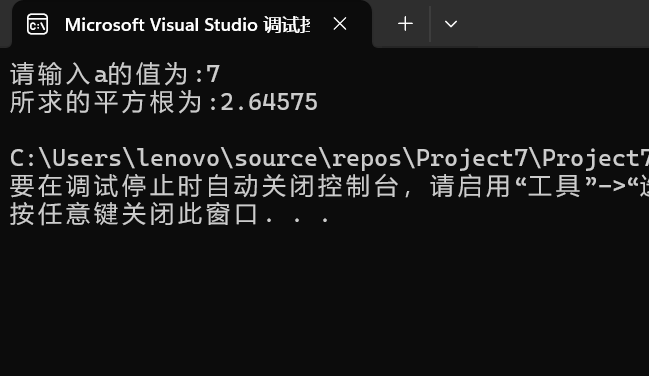 Microsoft Visual Studio 调试
请输入a的值为:7
所求的平方根为:2.64575
C:\Users\lenovo\source\repos\Project7\Project7
要在调试停止时自动关闭控制台，请启用“工具”->“
按任意键关闭此窗口. . .